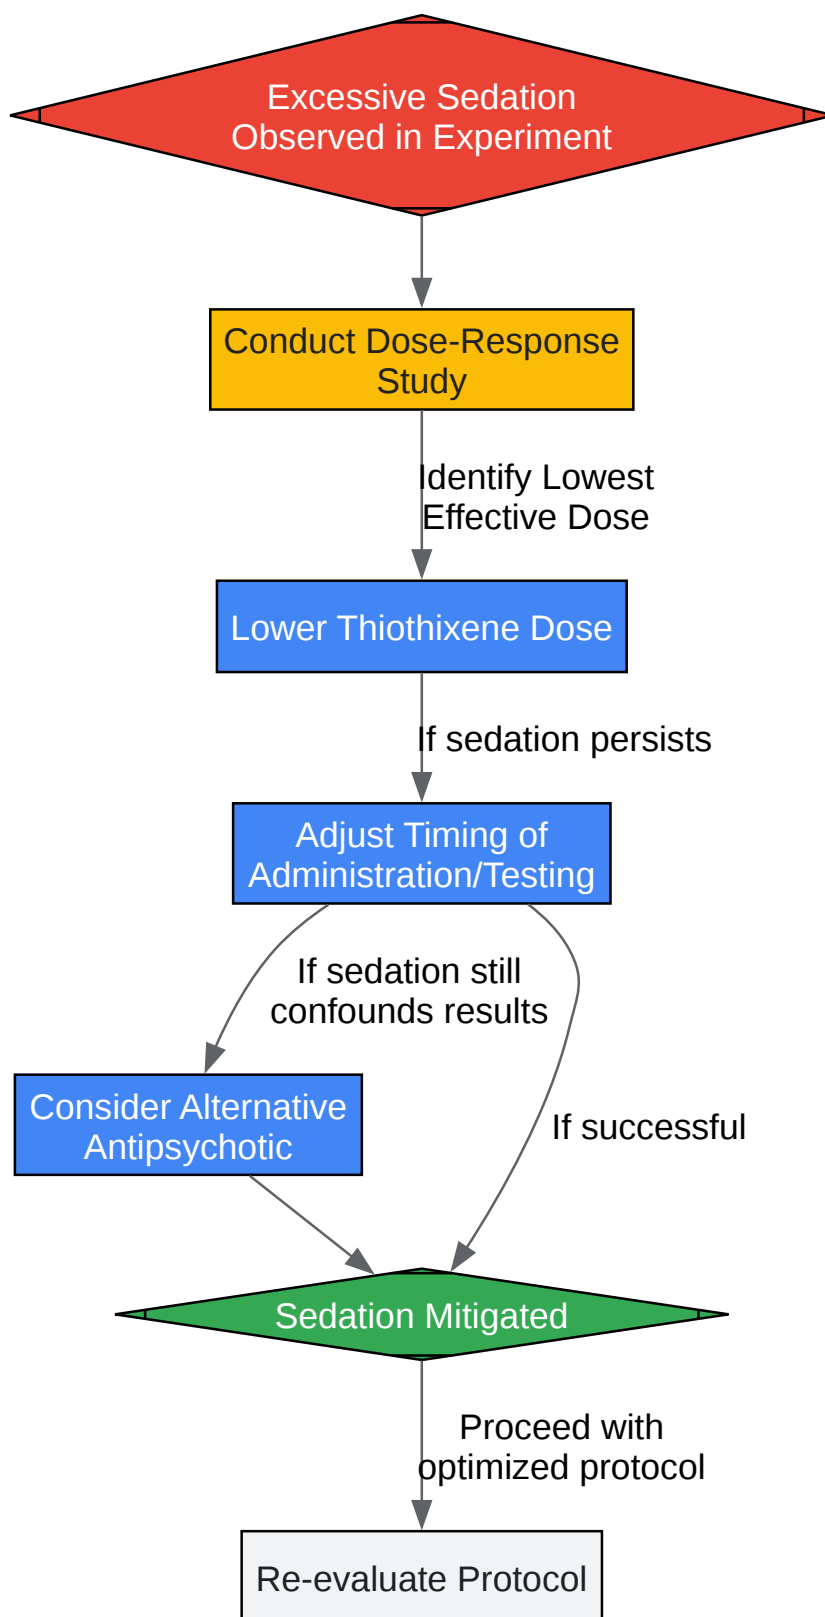 Excessive Sedation
Observed in Experiment
Conduct Dose-Response
Study
Identify Lowest
Effective Dose
Lower Thiothixene Dose
If sedation persists
Adjust Timing of
Administration/Testing
If sedation still
confounds results
Consider Alternative
Antipsychotic
If successful
Sedation Mitigated
Proceed with
optimized protocol
Re-evaluate Protocol